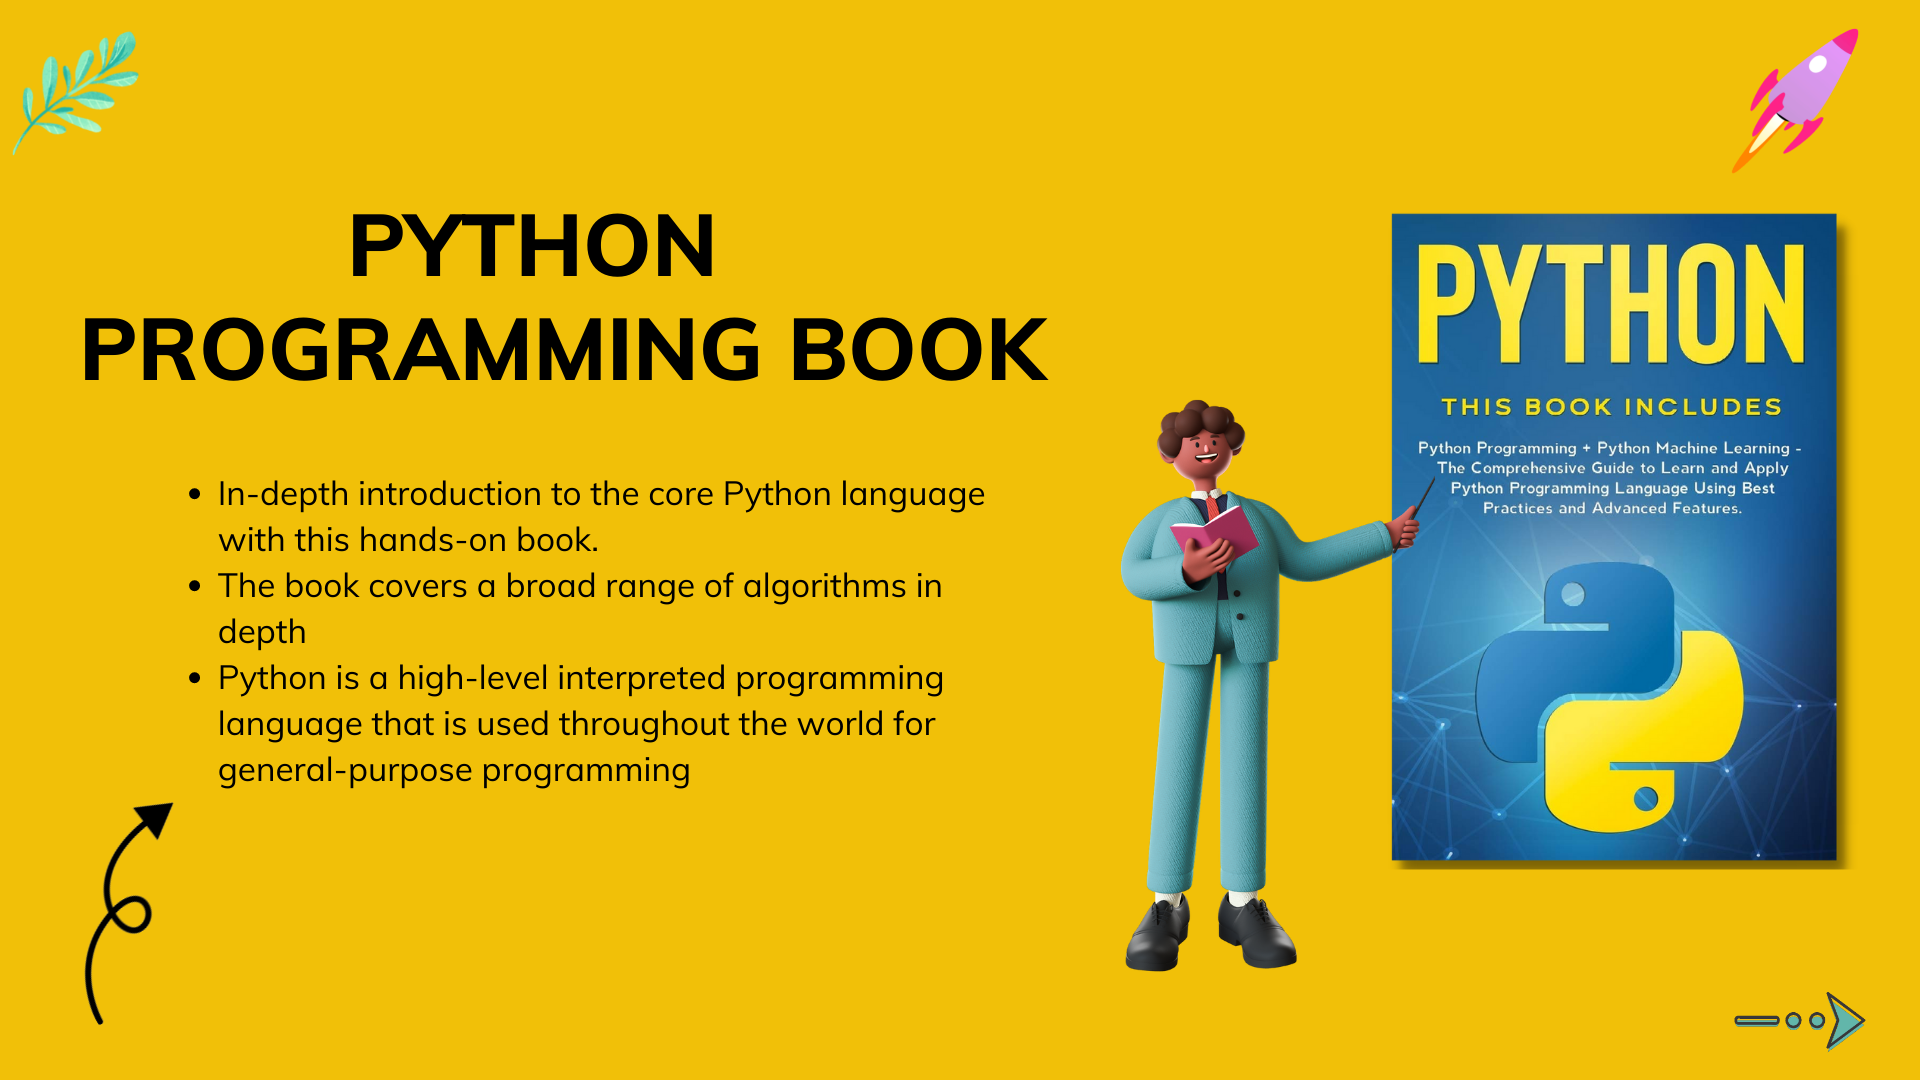 PYTHON
PROGRAMMING BOOK
• In-depth introduction to the core Python language
with this hands-on book.
• The book covers a broad range of algorithms in
depth
• Python is a high-level interpreted programming
language that is used throughout the world for
general-purpose programming
PYTHON
THIS BOOK INCLUDES
Python Programming + Python Machine Learning -
The Comprehensive Guide to Learn and Apply
Python Programming Language Using Best
Practices and Advanced Features.